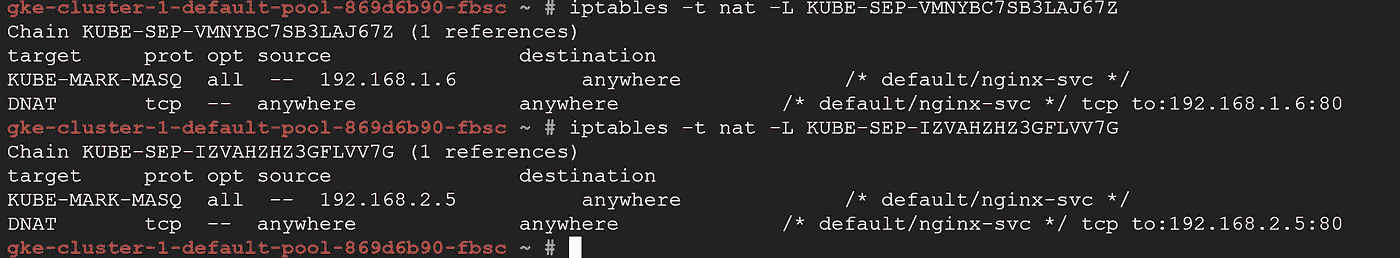 gke-cluster-1-default-pool-869d6b90-fbsc ~ # iptables -t nat -L KUBE-SEP-VMNYBC7SB3LAJ67Z
Chain KUBE-SEP-VMNYBC7SB3LAJ67Z (1 references)
target     prot opt source               destination
KUBE-MARK-MASQ  all  --  192.168.1.6          anywhere             /* default/nginx-svc */
DNAT       tcp  --  anywhere             anywhere             /* default/nginx-svc */ tcp to:192.168.1.6:80
gke-cluster-1-default-pool-869d6b90-fbsc ~ # iptables -t nat -L KUBE-SEP-IZVAHZHZ3GFLVV7G
Chain KUBE-SEP-IZVAHZHZ3GFLVV7G (1 references)
target     prot opt source               destination
KUBE-MARK-MASQ  all  --  192.168.2.5          anywhere             /* default/nginx-svc */
DNAT       tcp  --  anywhere             anywhere             /* default/nginx-svc */ tcp to:192.168.2.5:80
gke-cluster-1-default-pool-869d6b90-fbsc ~ #